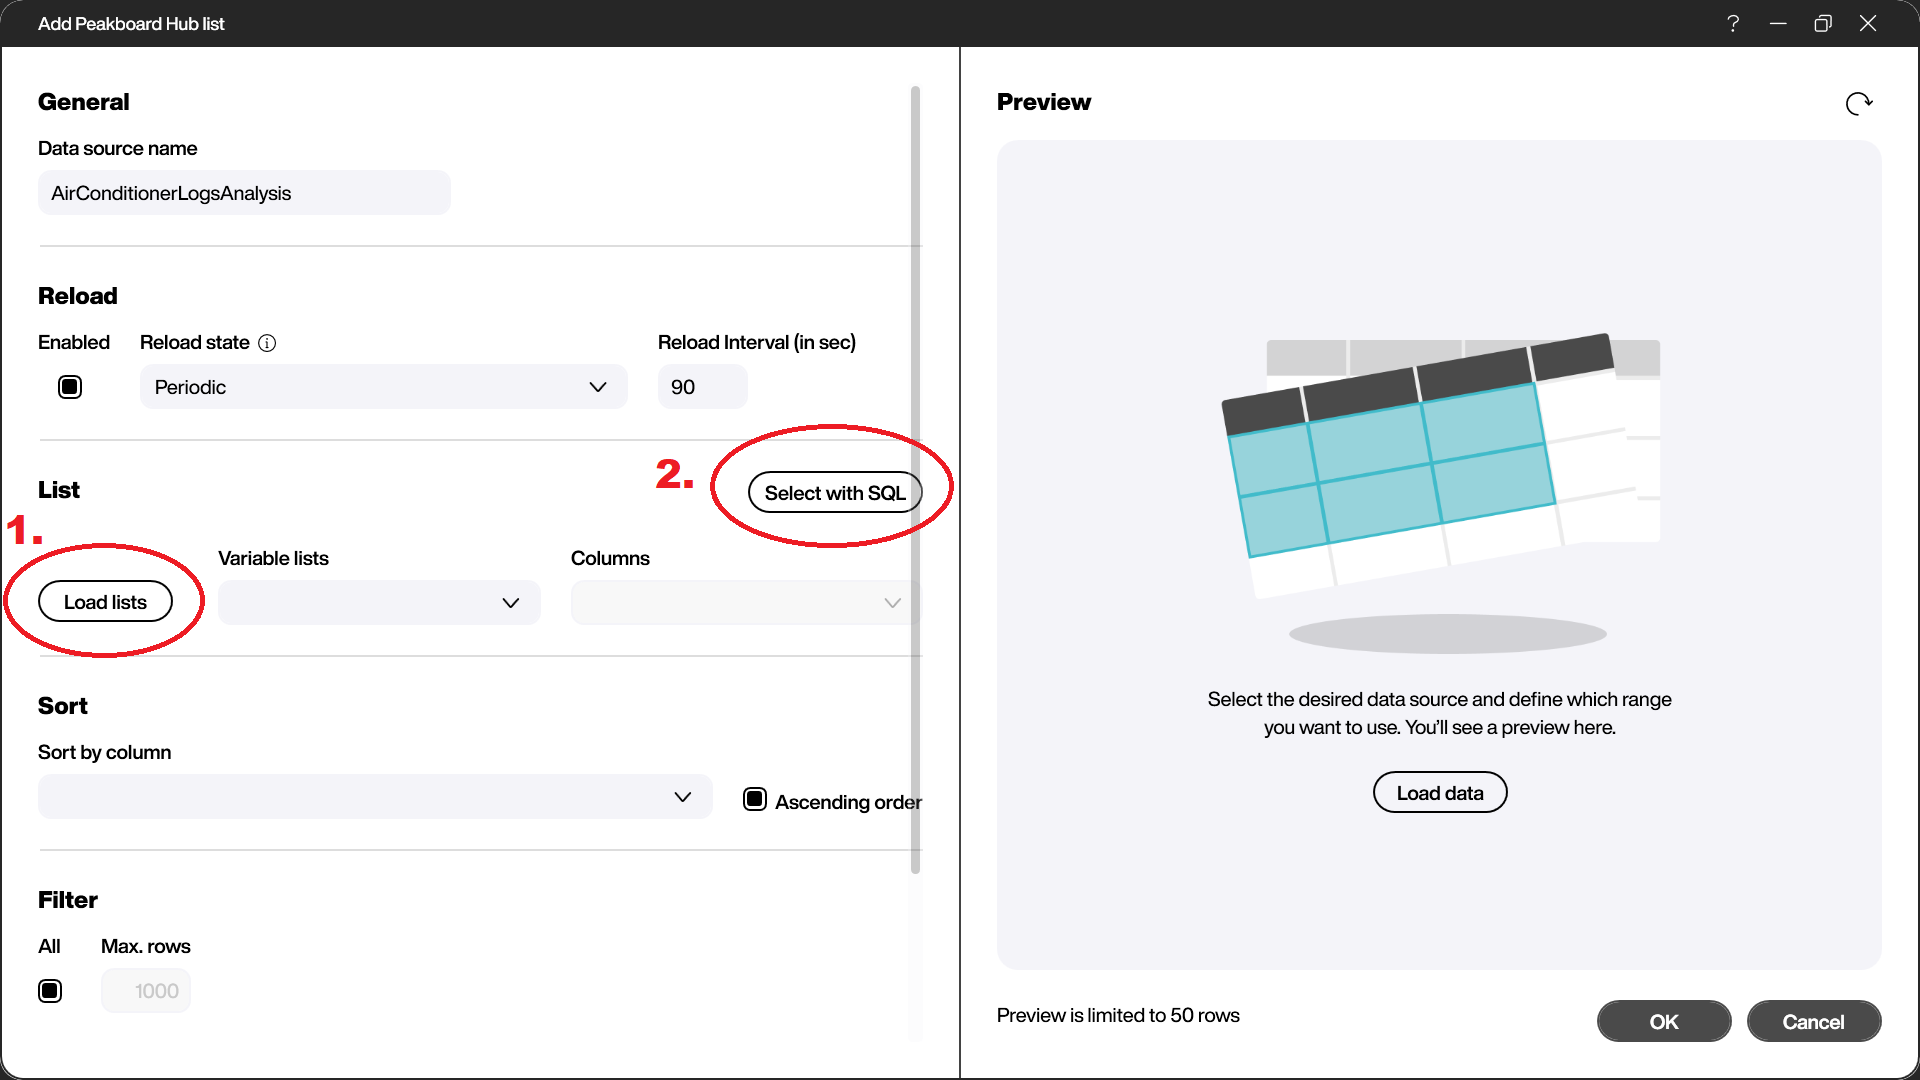 Add Peakboard Hub list
?
General
Data source name
AirConditionerLogsAnalysis
Reload
Enabled
Reload state
Reload Interval (in sec)
Periodic
90
List
2.
Select with SQL
1.
Load lists
Variable lists
Columns
Sort
Sort by column
Ascending order
Filter
All
Max. rows
1000
Preview
Select the desired data source and define which range
you want to use. You'll see a preview here.
Load data
Preview is limited to 50 rows
OK
Cancel